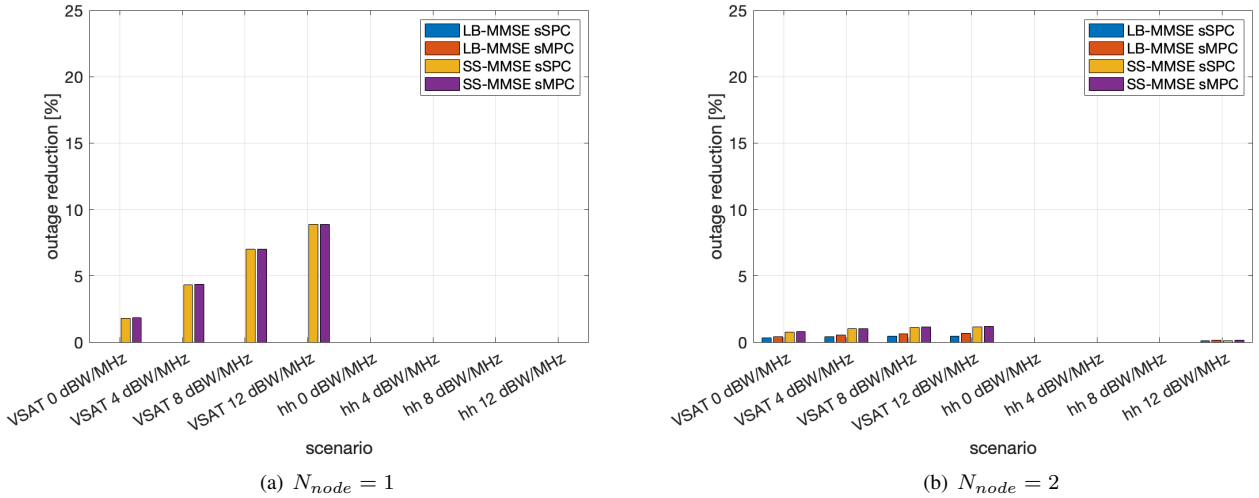 25
20
15
10
5
0
outage reduction [%]
LB-MMSE sSPC
LB-MMSE sMPC
SS-MMSE sSPC
SS-MMSE sMPC
VSAT 0 dBW/MHz
VSAT 4 dBW/MHz
VSAT 8 dBW/MHz
VSAT 12 dBW/MHz
hh 0 dBW/MHz
hh 4 dBW/MHz
hh 8 dBW/MHz
hh 12 dBW/MHz
scenario
(a) $N_{node} = 1$
25
20
15
10
5
0
outage reduction [%]
LB-MMSE sSPC
LB-MMSE sMPC
SS-MMSE sSPC
SS-MMSE sMPC
VSAT 0 dBW/MHz
VSAT 4 dBW/MHz
VSAT 8 dBW/MHz
VSAT 12 dBW/MHz
hh 0 dBW/MHz
hh 4 dBW/MHz
hh 8 dBW/MHz
hh 12 dBW/MHz
scenario
(b) $N_{node} = 2$